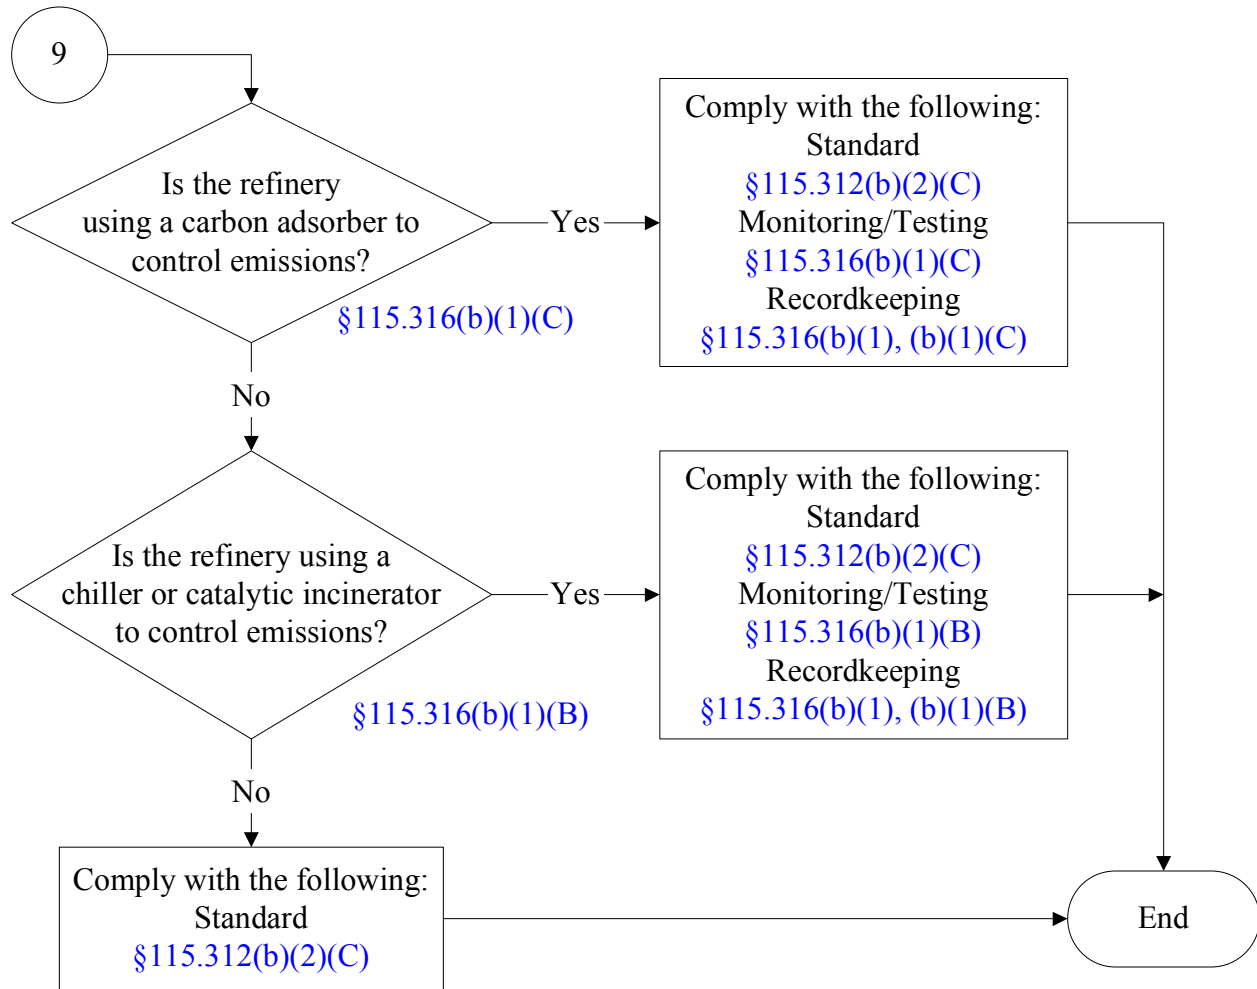 9
Is the refinery
using a carbon adsorber to
control emissions?
§115.316(b)(1)(C)
Yes
Comply with the following:
Standard
§115.312(b)(2)(C)
Monitoring/Testing
§115.316(b)(1)(C)
Recordkeeping
§115.316(b)(1), (b)(1)(C)
No
Is the refinery using a
chiller or catalytic incinerator
to control emissions?
§115.316(b)(1)(B)
Yes
Comply with the following:
Standard
§115.312(b)(2)(C)
Monitoring/Testing
§115.316(b)(1)(B)
Recordkeeping
§115.316(b)(1), (b)(1)(B)
No
Comply with the following:
Standard
§115.312(b)(2)(C)
End